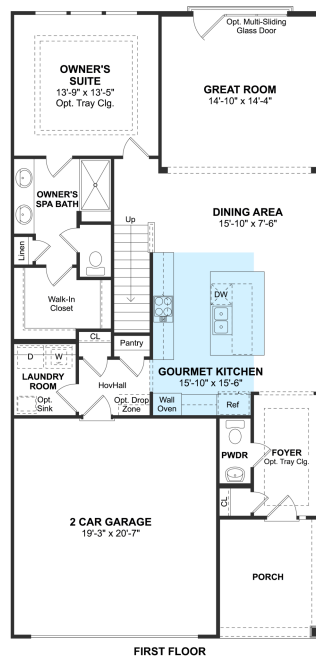 Opt. Multi-Sliding
Glass Door
OWNER'S
SUITE
13'-9" x 13'-5"
Opt. Tray Clg.
GREAT ROOM
14'-10" x 14'-4"
OWNER'S
SPA BATH
DINING AREA
15'-10" x 7'-6"
Up
Linen
Walk-In
Closet
DW
CL
Pantry
D
W
LAUNDRY
ROOM
Opt.
Sink
HovHall
Opt. Drop
Zone
GOURMET KITCHEN
15'-10" x 15'-6"
Wall
Oven
Ref
PWDR
FOYER
Opt. Tray Clg.
CL
2 CAR GARAGE
19'-3" x 20'-7"
PORCH
FIRST FLOOR